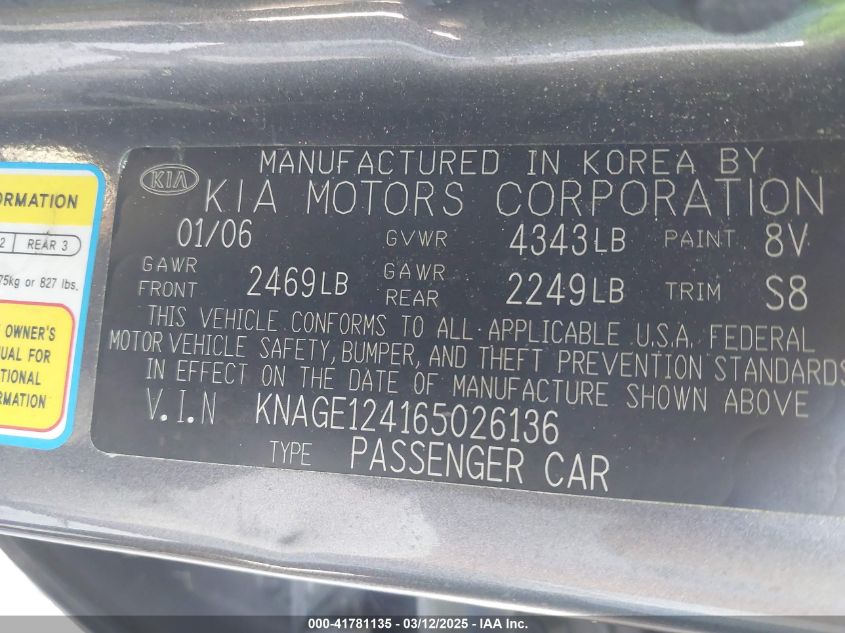 ORMATION
2 REAR 3
75kg or 827 lbs.
OWNER'S
UAL FOR
TIONAL
RMATION
MANUFACTURED IN KOREA BY
KIA KIA MOTORS CORPORATION
01/06 GVWR 4343LB PAINT 8V
GAWR FRONT 2469LB GAWR REAR 2249LB TRIM S8
THIS VEHICLE CONFORMS TO ALL APPLICABLE U.S.A. FEDERAL
MOTOR VEHICLE SAFETY, BUMPER, AND THEFT PREVENTION STANDARDS
IN EFFECT ON THE DATE OF MANUFACTURE SHOWN ABOVE
V.I.N KNAGE124165026136
TYPE PASSENGER CAR
000-41781135 - 03/12/2025 - IAA Inc.